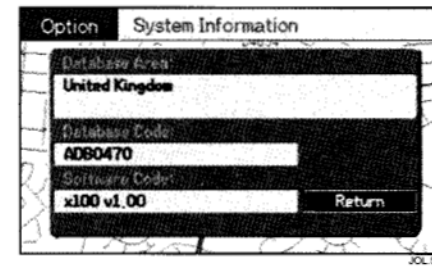 Option System Information
Database Area:
United Kingdom
Database Code:
ADB0470
Software Code:
x100 v1.00
Return